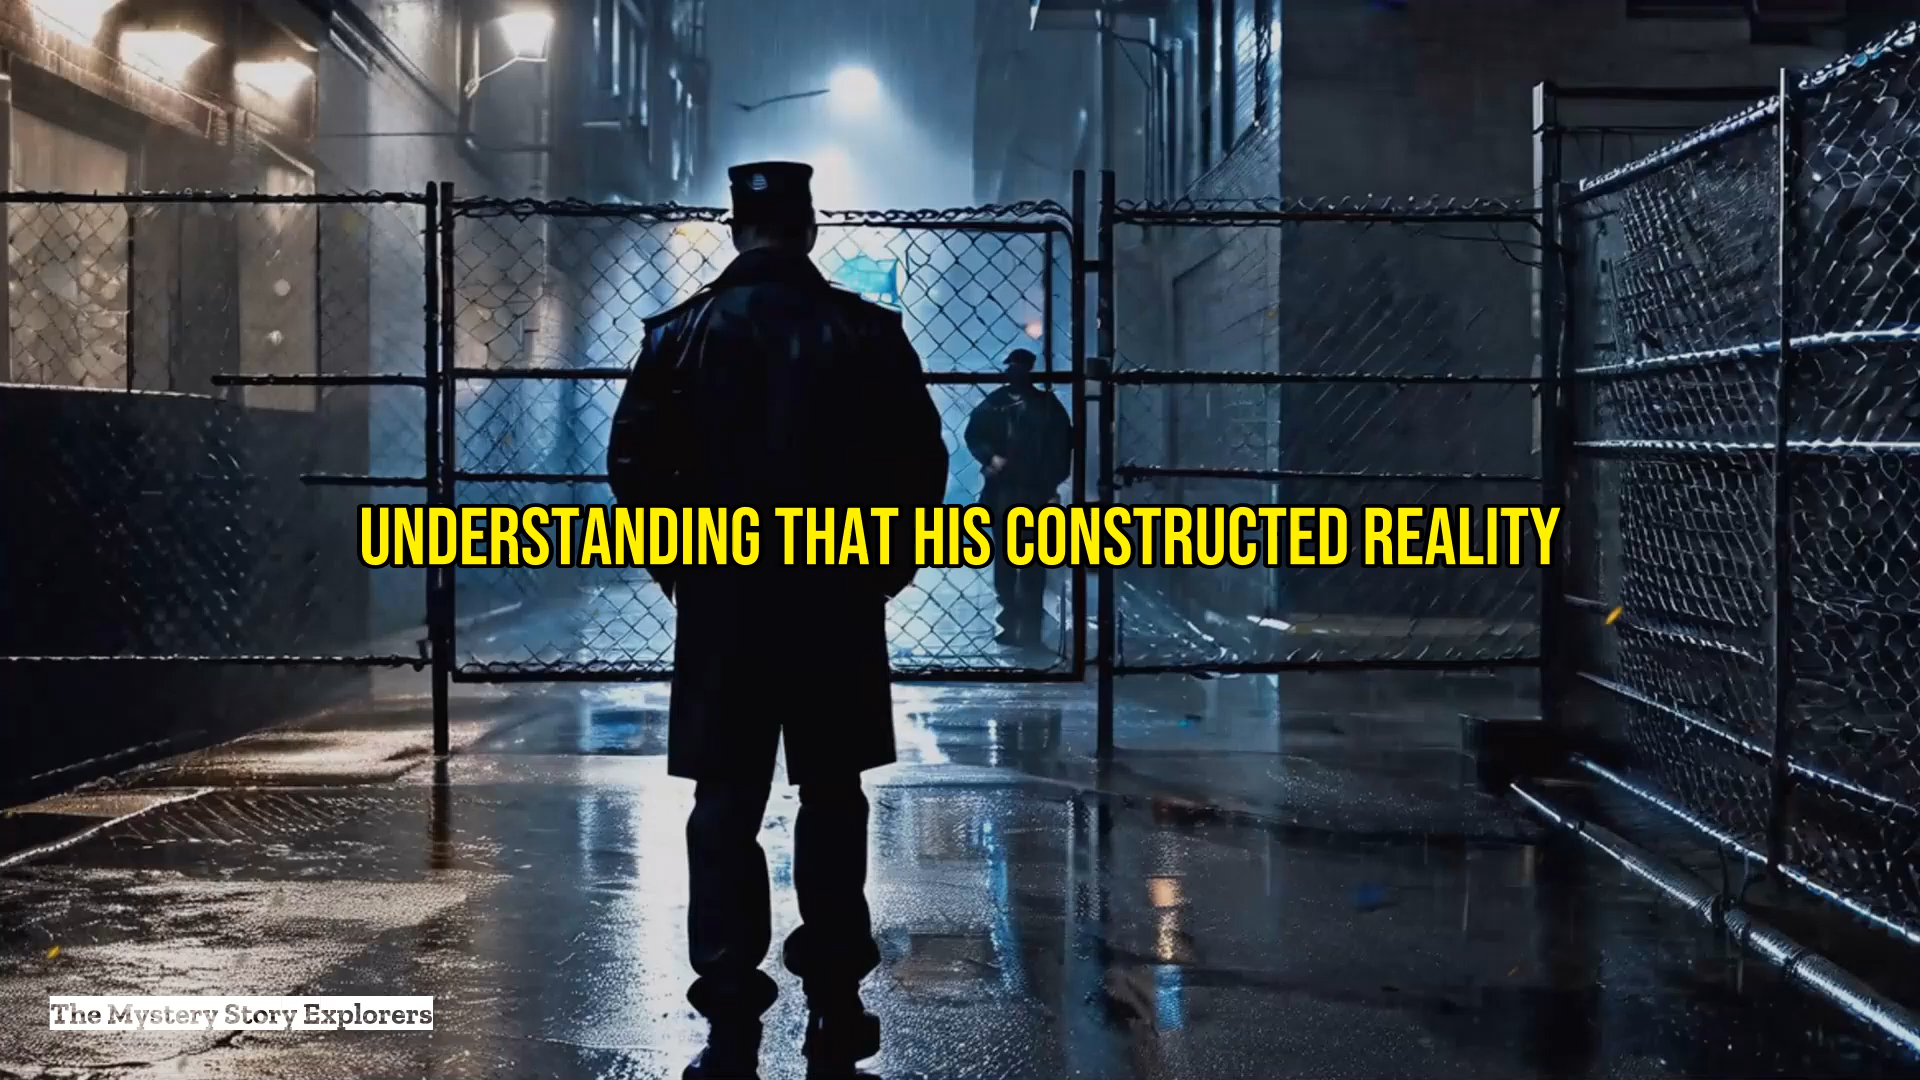 UNDERSTANDING THAT HIS CONSTRUCTED REALITY
The Mystery Story Explorers